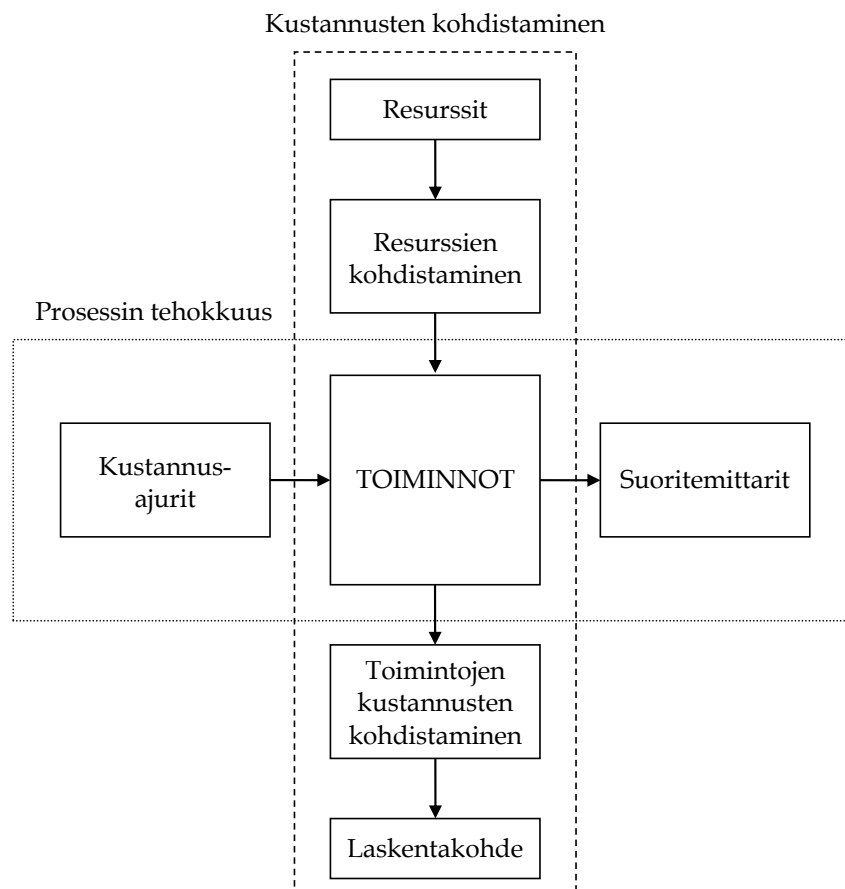 Kustannusten kohdistaminen
Resurssit
Resurssien
kohdistaminen
Prosessin tehokkuus
Kustannus-
ajurit
TOIMINNOT
Suoritemittarit
Toimintojen
kustannusten
kohdistaminen
Laskentakohde